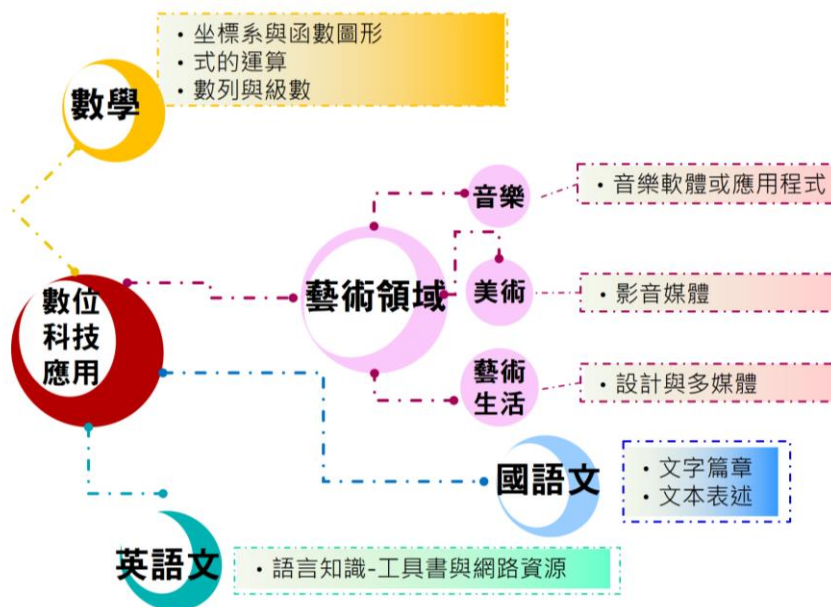 數學
• 坐標系與函數圖形
• 式的運算
• 數列與級數
數位
科技
應用
藝術領域
音樂
• 音樂軟體或應用程式
美術
• 影音媒體
藝術
生活
• 設計與多媒體
國語文
• 文字篇章
• 文本表述
英語文
• 語言知識-工具書與網路資源